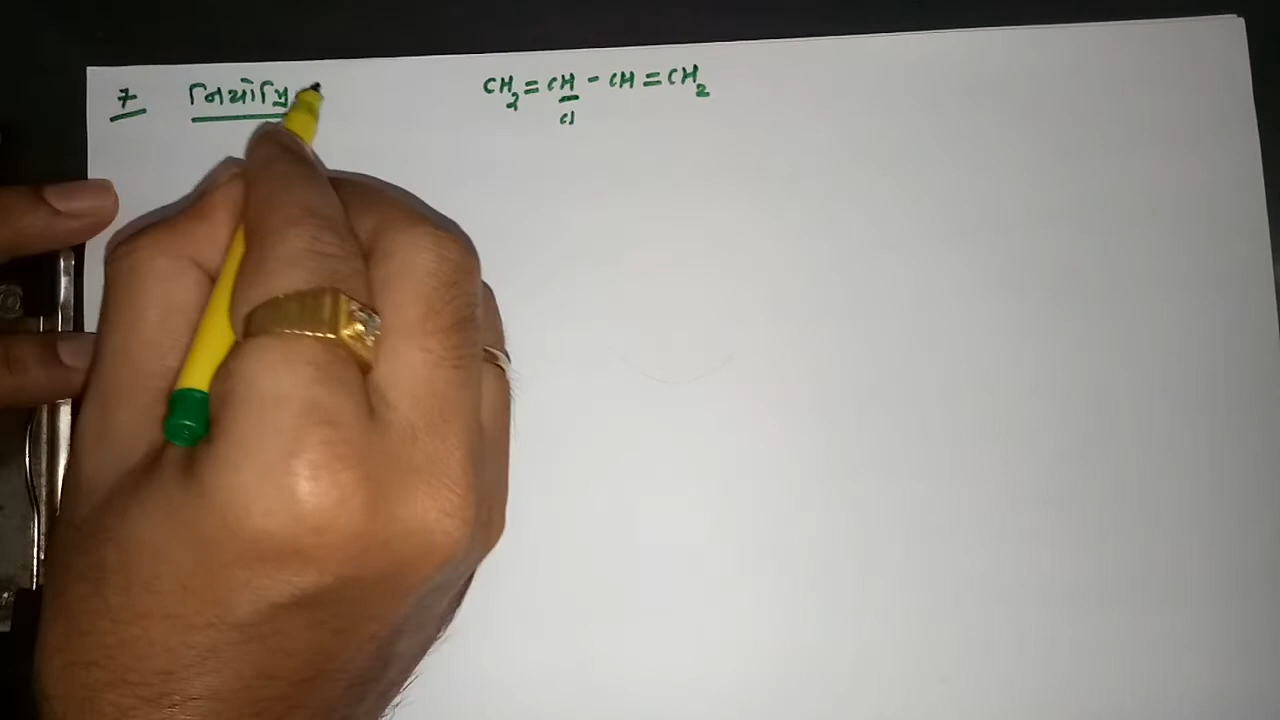 7 નિયોપ્રિ CH₂ = CH - CH = CH₂
Cl